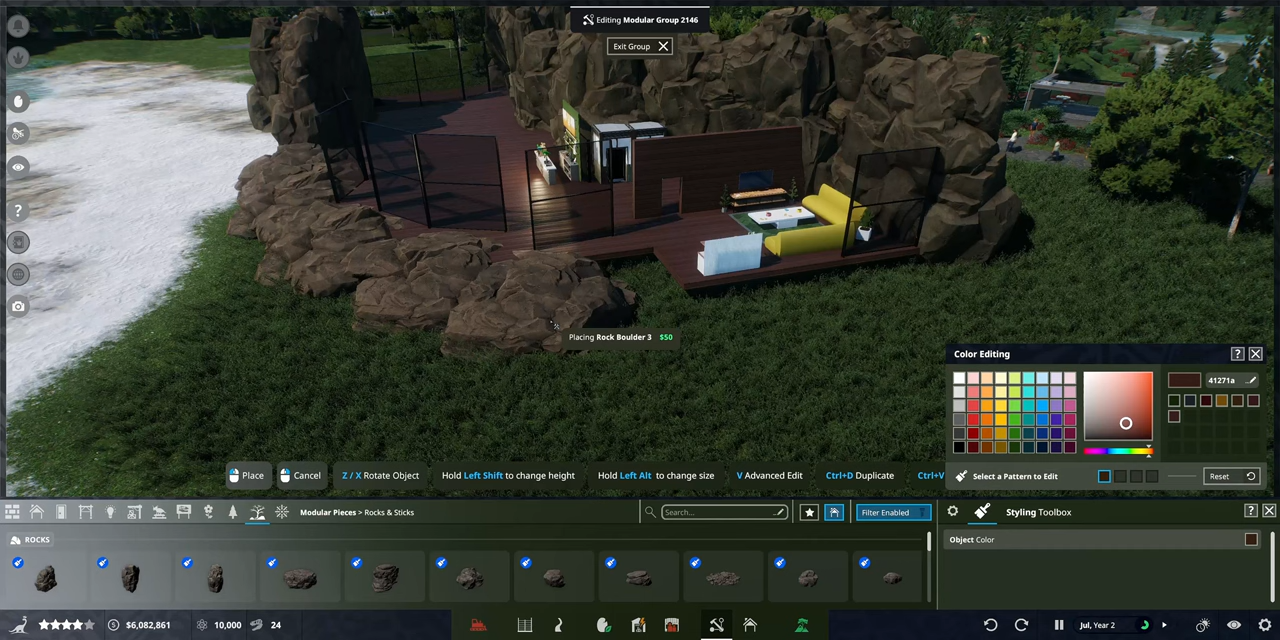 Editing Modular Group 2146
Exit Group
Placing Rock Boulder 3 $50
Color Editing
?
41271a
Select a Pattern to Edit
Reset
Place
Cancel
Z / X Rotate Object
Hold Left Shift to change height
Hold Left Alt to change size
V Advanced Edit
Ctrl+D Duplicate
Ctrl+V
Modular Pieces > Rocks & Sticks
Search...
Filter Enabled
Styling Toolbox
?
ROCKS
Object Color
?
$6,082,861
10,000
24
Jul, Year 2